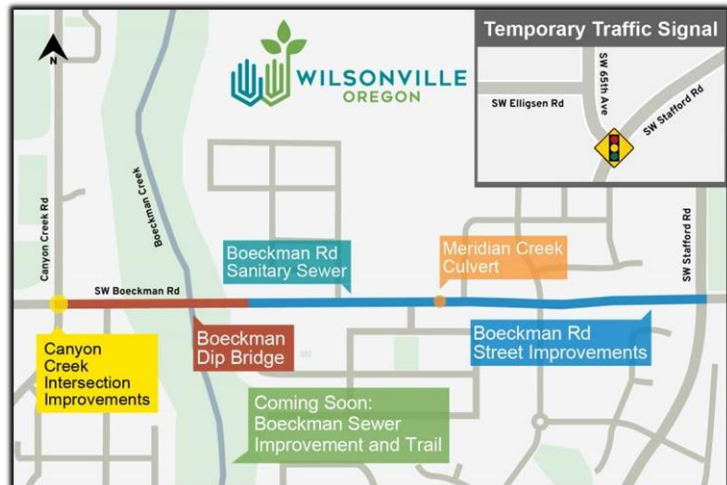 Temporary Traffic Signal
SW 65th Ave
SW Elligsen Rd
SW Stafford Rd
N
WILSONVILLE
OREGON
Canyon Creek Rd
Boeckman Creek
SW Stafford Rd
Boeckman Rd
Sanitary Sewer
Meridian Creek
Culvert
SW Boeckman Rd
Canyon
Creek
Intersection
Improvements
Boeckman
Dip Bridge
Boeckman Rd
Street Improvements
Coming Soon:
Boeckman Sewer
Improvement and Trail